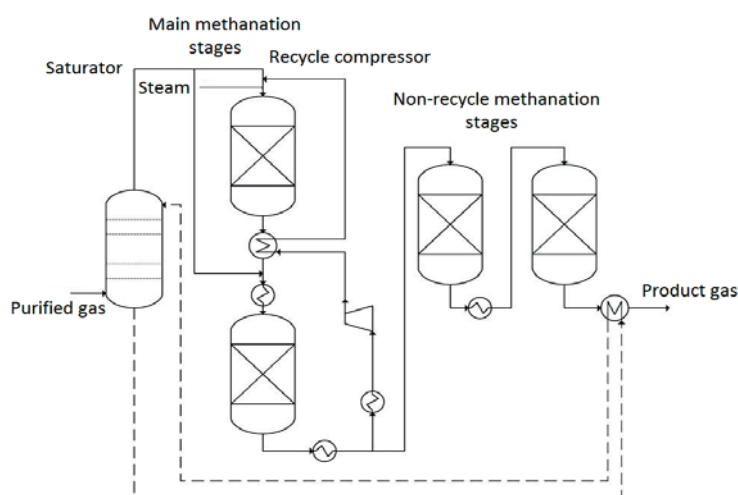 Main methanation
stages
Recycle compressor
Saturator
Steam
Non-recycle methanation
stages
Purified gas
Product gas